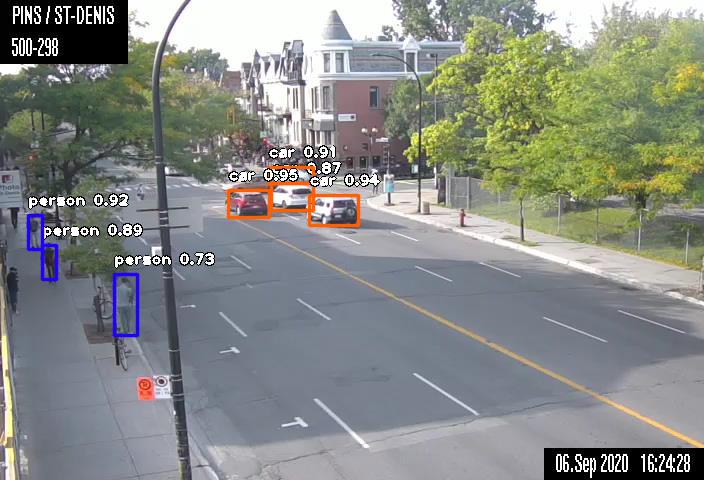 PINS / ST-DENIS
500-298
car 0.91
0.87
car 0.95
car 0.94
person 0.92
person 0.89
person 0.73
06.Sep 2020 16:24:28